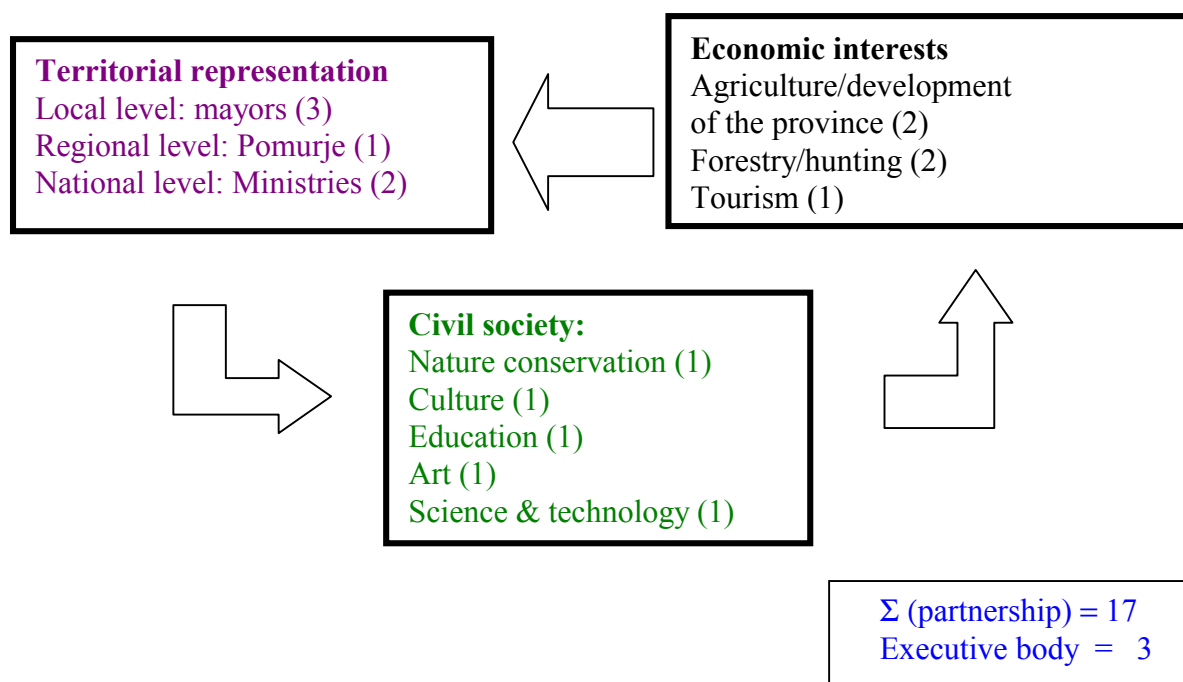 Territorial representation
Local level: mayors (3)
Regional level: Pomurje (1)
National level: Ministries (2)
Economic interests
Agriculture/development
of the province (2)
Forestry/hunting (2)
Tourism (1)
Civil society:
Nature conservation (1)
Culture (1)
Education (1)
Art (1)
Science & technology (1)
Σ (partnership) = 17
Executive body = 3